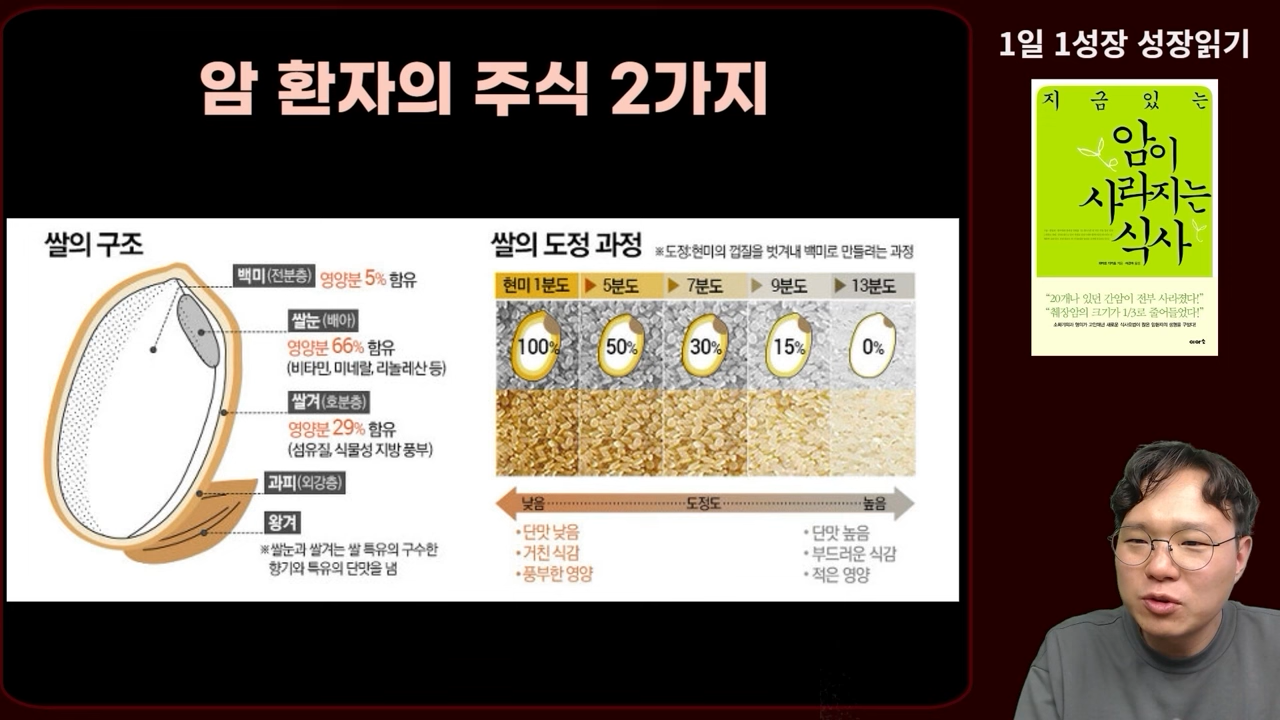 암 환자의 주식 2가지
1일 1성장 성장읽기
지금있는
암이
사라지는
식사
“20개나 있던 간암이 전부 사라졌다!”
“췌장암의 크기가 1/3로 줄어들었다!”
쌀의 구조
백미(전분층) 영양분 5% 함유
쌀눈(배아)
영양분 66% 함유
(비타민, 미네랄, 리놀레산 등)
쌀겨(호분층)
영양분 29% 함유
(섬유질, 식물성 지방 풍부)
과피(외강층)
왕겨
※쌀눈과 쌀겨는 쌀 특유의 구수한
향기와 특유의 단맛을 냄
쌀의 도정 과정 ※도정:현미의 껍질을 벗겨내 백미로 만들려는 과정
현미 1분도 5분도 7분도 9분도 13분도
100% 50% 30% 15% 0%
낮음 도정도 높음
•단맛 낮음
•거친 식감
•풍부한 영양
•단맛 높음
•부드러운 식감
•적은 영양